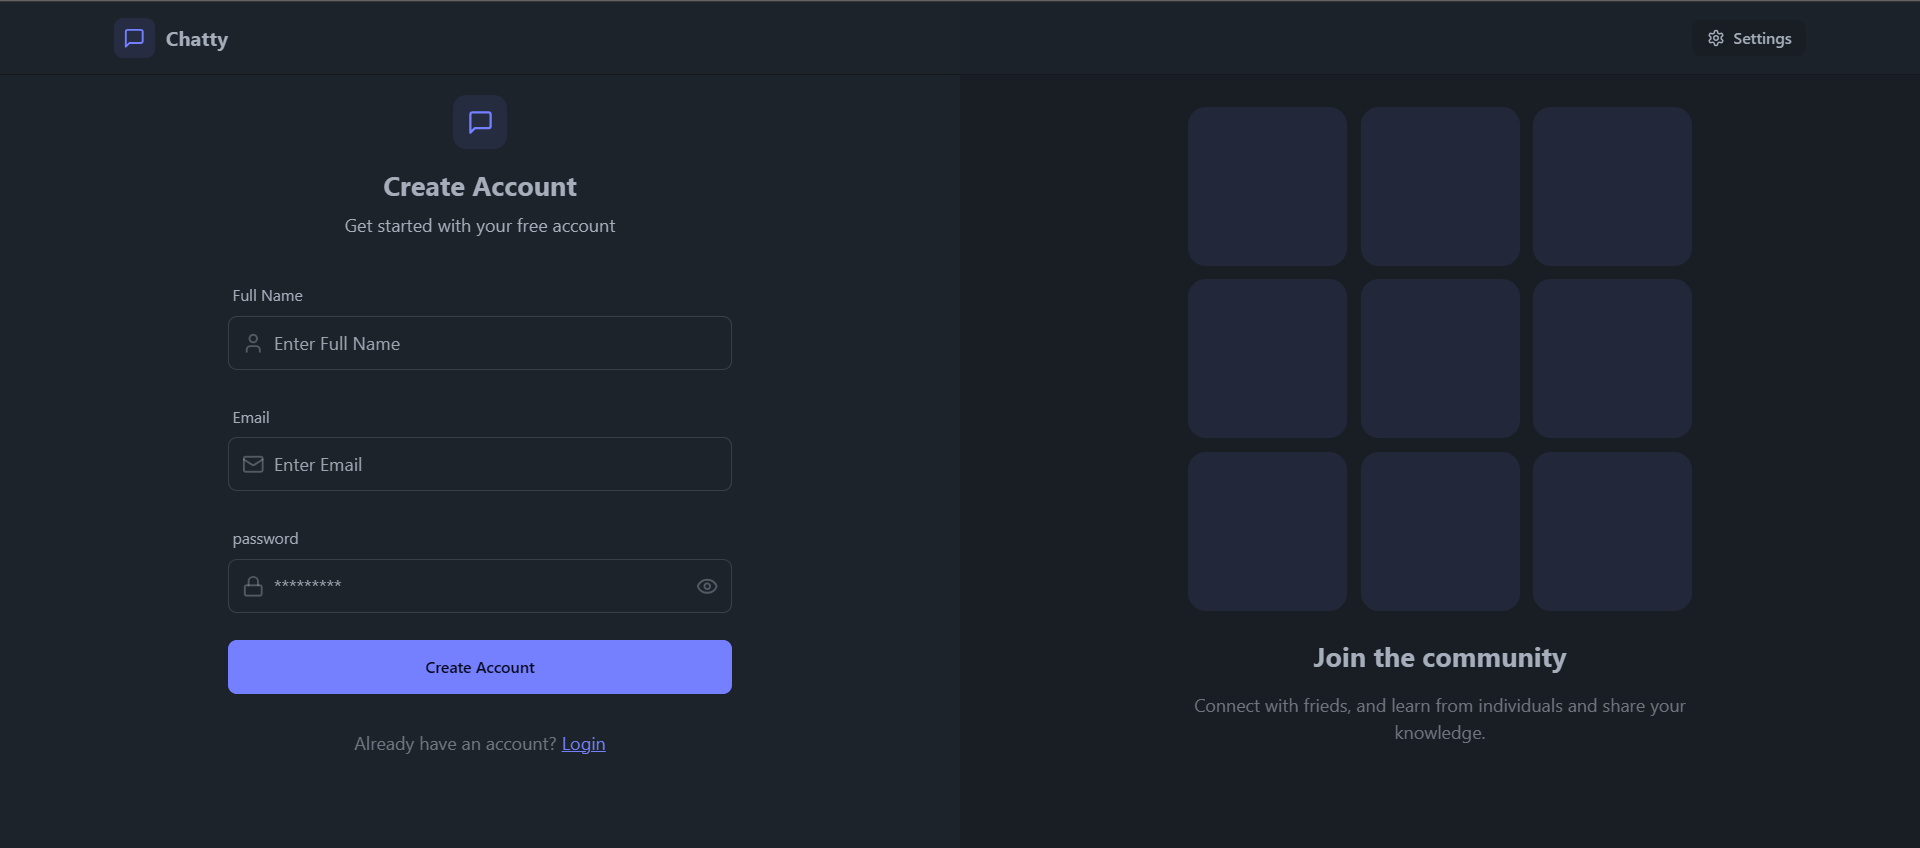 Chatty
Settings
Create Account
Get started with your free account
Full Name
Enter Full Name
Email
Enter Email
password
*********
Create Account
Already have an account? Login
Join the community
Connect with frieds, and learn from individuals and share your
knowledge.